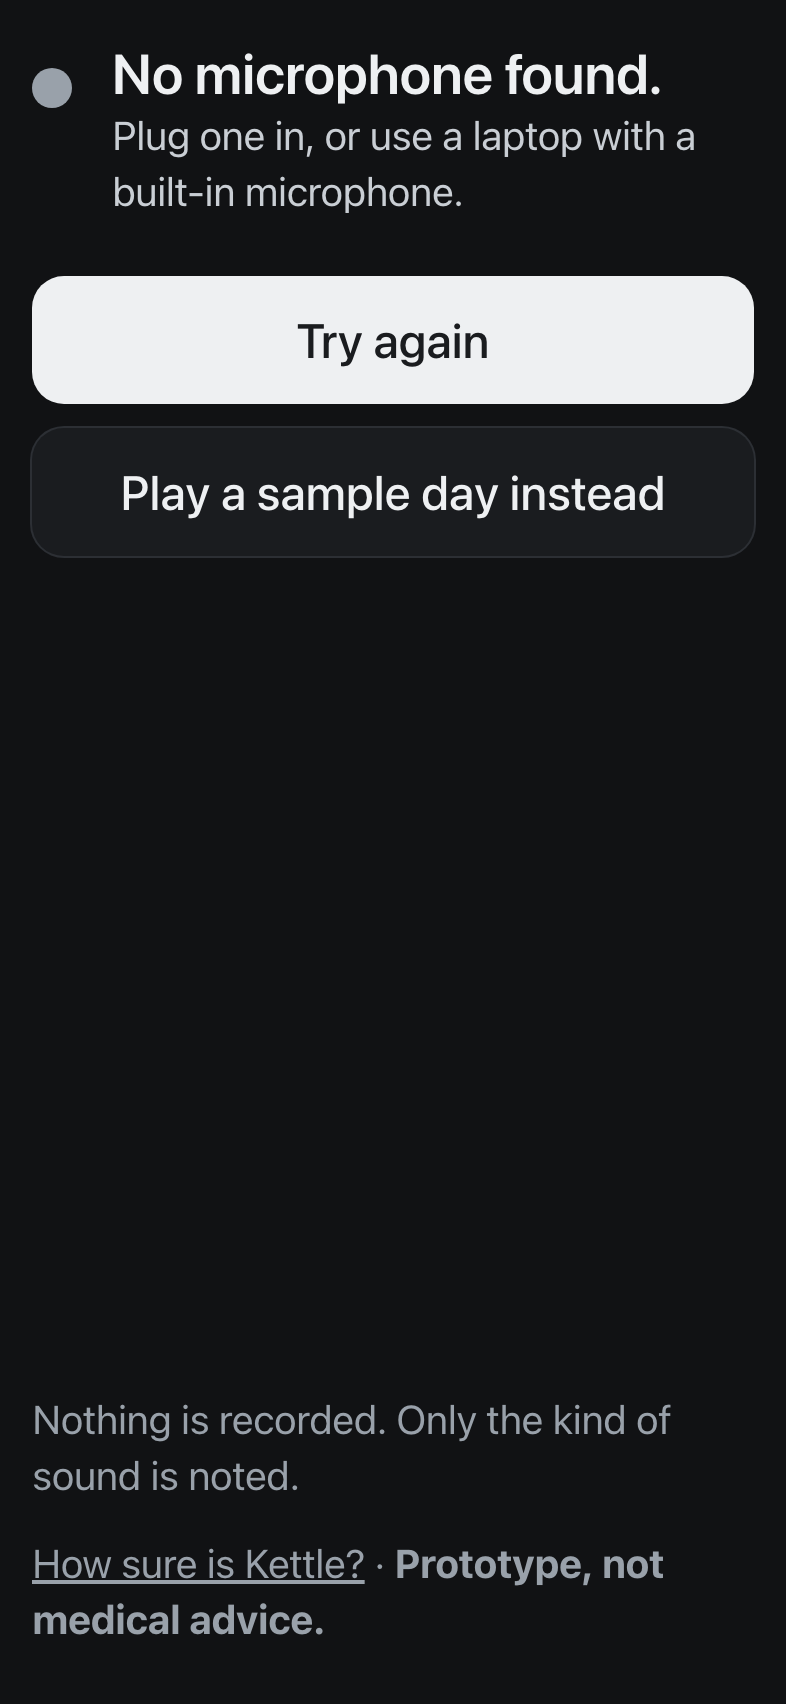 No microphone found.
Plug one in, or use a laptop with a
built-in microphone.
Try again
Play a sample day instead
Nothing is recorded. Only the kind of
sound is noted.
How sure is Kettle? · Prototype, not
medical advice.